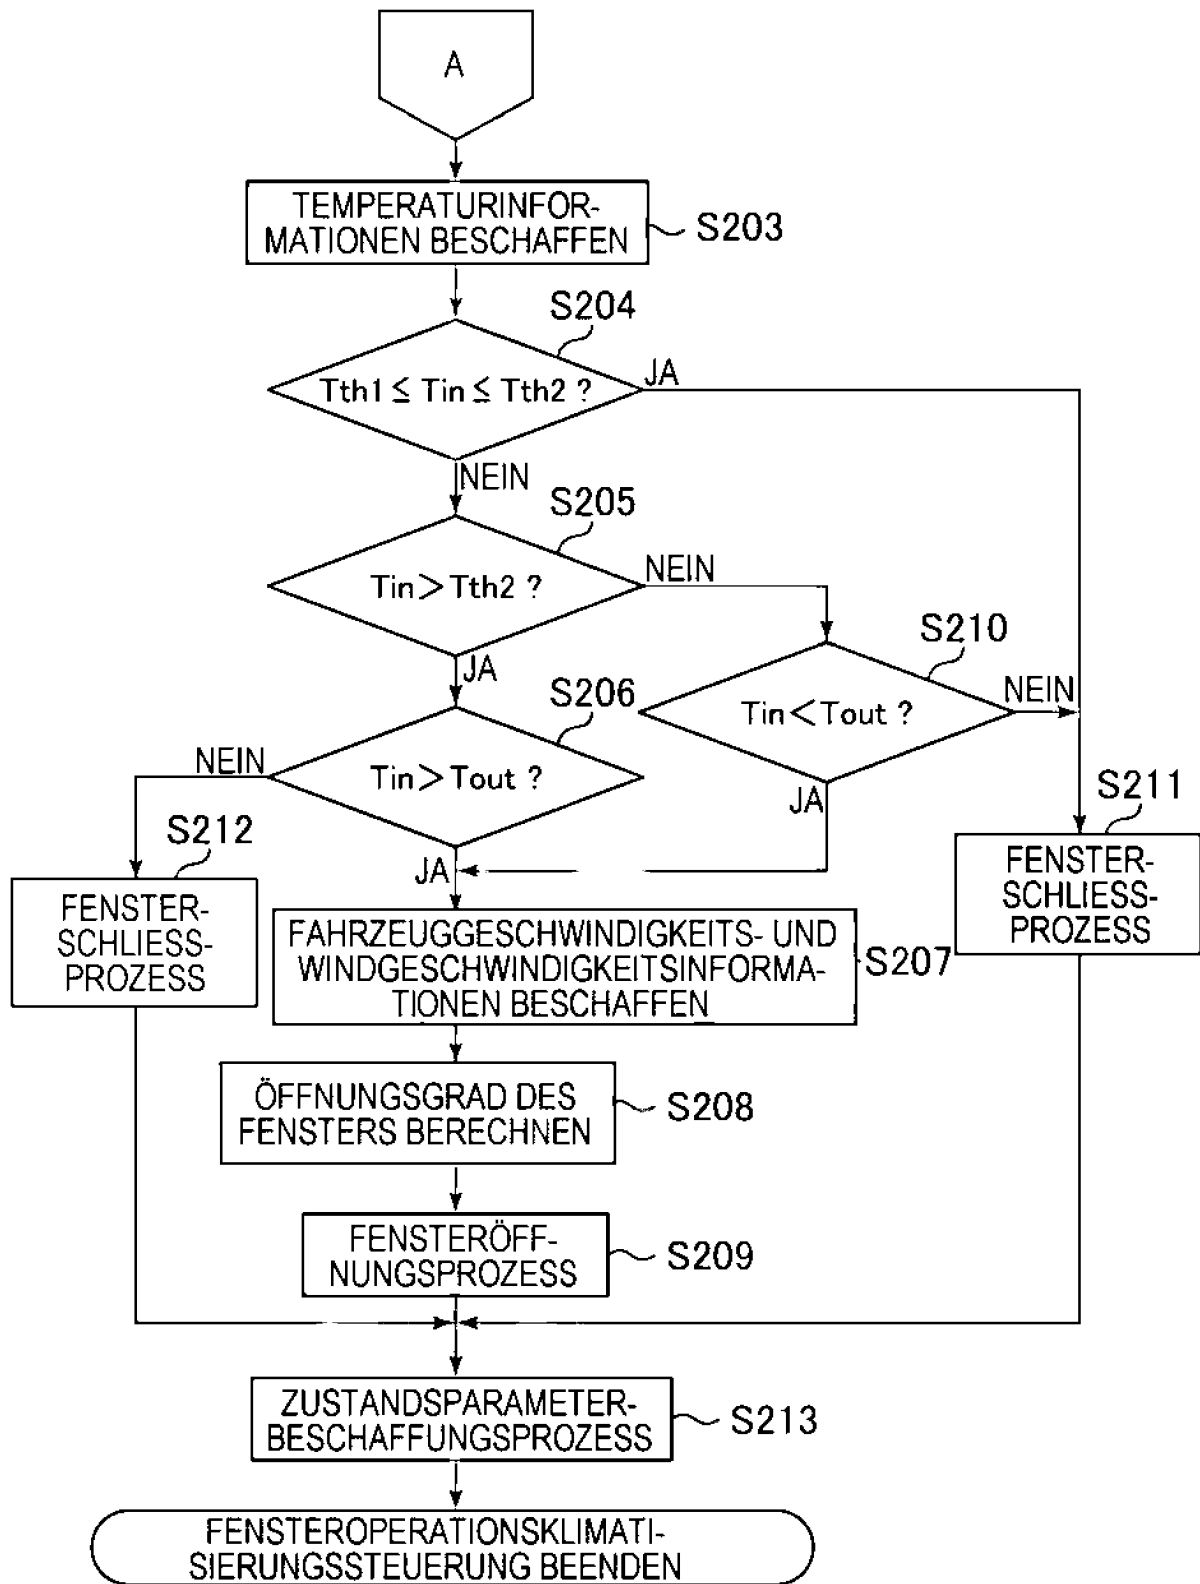 A
TEMPERATURINFOR-
MATIONEN BESCHAFFEN
S203
S204
Tth1 ≤ Tin ≤ Tth2 ?
JA
NEIN
S205
Tin > Tth2 ?
NEIN
JA
S210
Tin < Tout ?
NEIN
JA
S206
Tin > Tout ?
NEIN
JA
S211
FENSTER-
SCHLIESS-
PROZESS
S212
FENSTER-
SCHLIESS-
PROZESS
FAHRZEUGGESCHWINDIGKEITS- UND
WINDGESCHWINDIGKEITSINFORMA-
TIONEN BESCHAFFEN
S207
ÖFFNUNGSGRAD DES
FENSTERS BERECHNEN
S208
FENSTERÖFF-
NUNGSPROZESS
S209
ZUSTANDSPARAMETER-
BESCHAFFUNGSPROZESS
S213
FENSTEROPERATIONSKLIMATI-
SIERUNGSSTEUERUNG BEENDEN